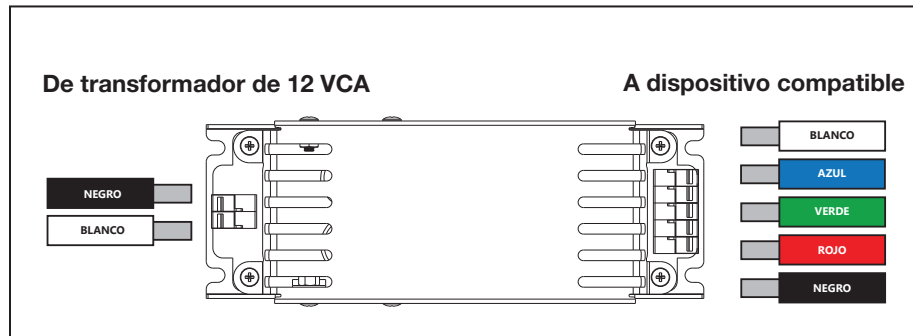 De transformador de 12 VCA
A dispositivo compatible
NEGRO
BLANCO
BLANCO
AZUL
VERDE
ROJO
NEGRO